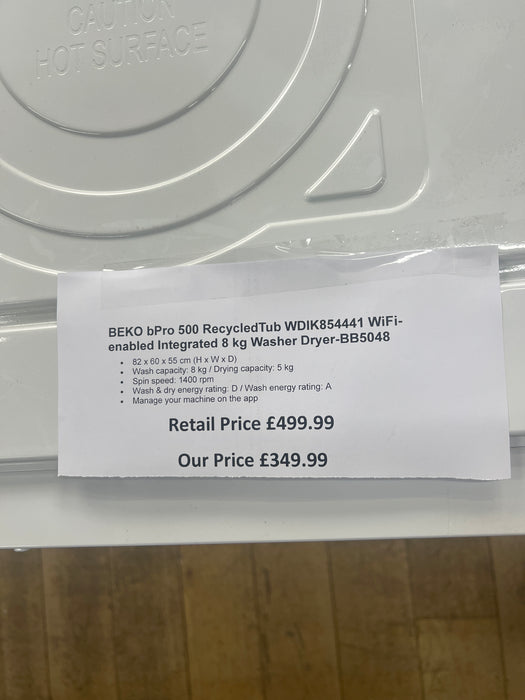 CAUTION
HOT SURFACE
BEKO bPro 500 RecycledTub WDIK854441 WiFi-
enabled Integrated 8 kg Washer Dryer-BB5048
• 82 x 60 x 55 cm (H x W x D)
• Wash capacity: 8 kg / Drying capacity: 5 kg
• Spin speed: 1400 rpm
• Wash & dry energy rating: D / Wash energy rating: A
• Manage your machine on the app
Retail Price £499.99
Our Price £349.99